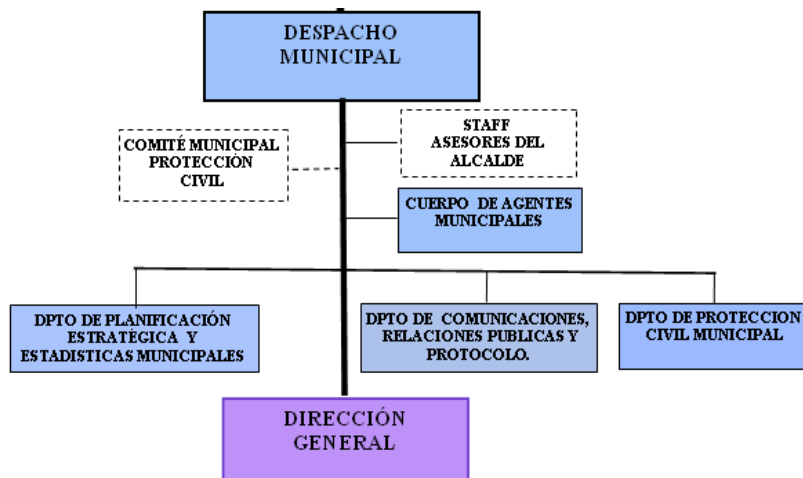 DESPACHO
MUNICIPAL
COMITÉ MUNICIPAL
PROTECCIÓN
CIVIL
STAFF
ASESORES DEL
ALCALDE
CUERPO DE AGENTES
MUNICIPALES
DPTO DE PLANIFICACIÓN
ESTRATÉGICA Y
ESTADISTICAS MUNICIPALES
DPTO DE COMUNICACIONES,
RELACIONES PUBLICAS Y
PROTOCOLO.
DPTO DE PROTECCION
CIVIL MUNICIPAL
DIRECCIÓN
GENERAL